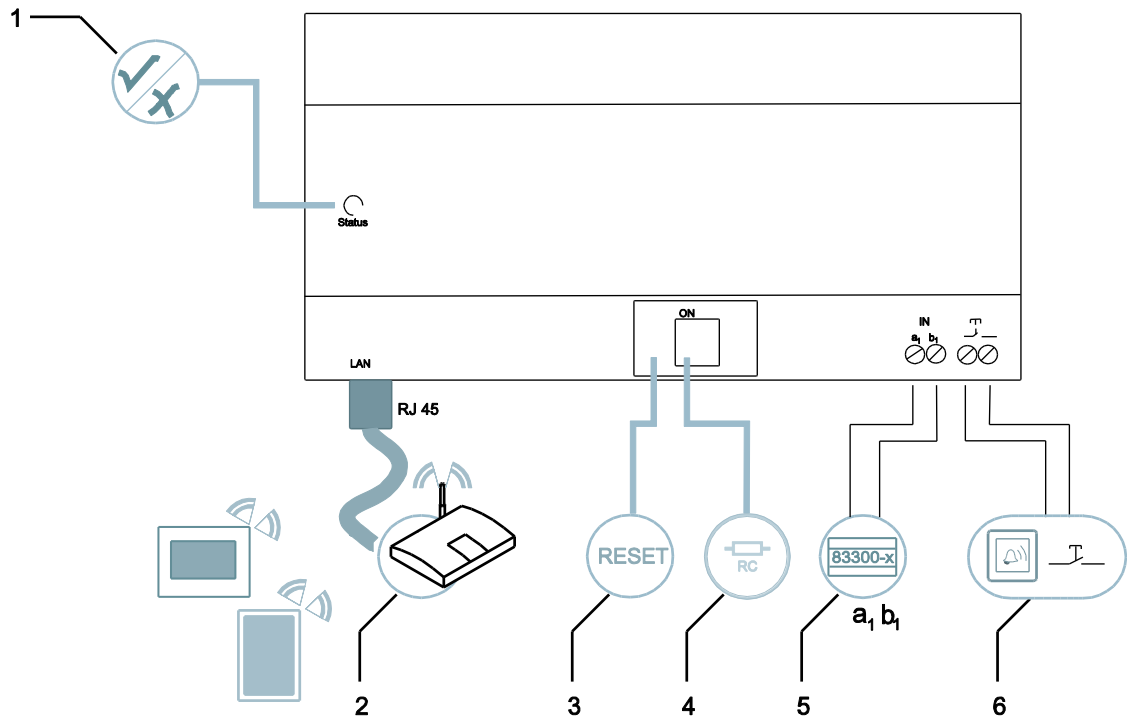 1
Status
ON
IN
a1 b1
LAN
RJ 45
RESET
RC
83300-x
a1 b1
2
3
4
5
6